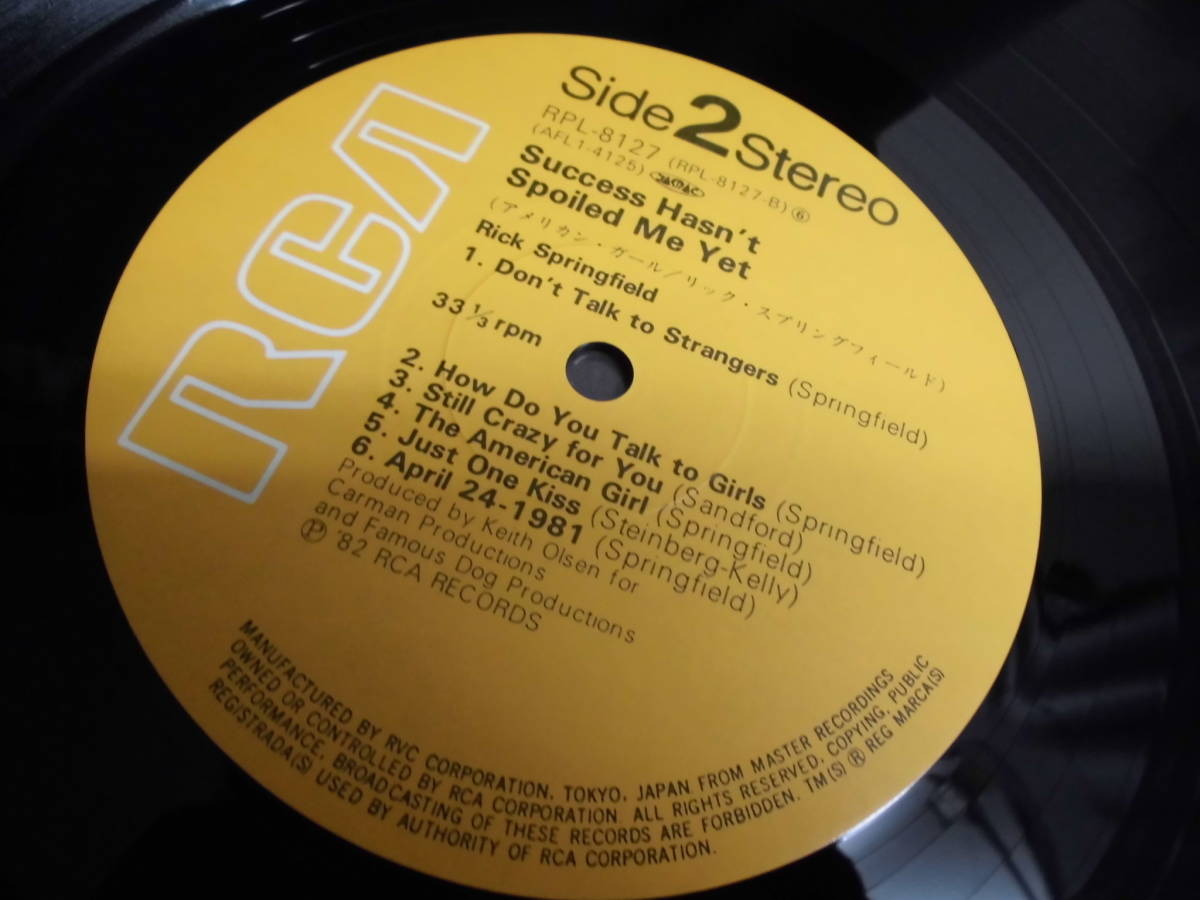 RCA
Side 2 Stereo
RPL-8127 (RPL-8127-B) ⑥
(AFL1-4125)
Success Hasn't
Spoiled Me Yet
(アメリカン・ガール/リック・スプリングフィールド)
Rick Springfield
1. Don't Talk to Strangers (Springfield)
33 1/3 rpm
2. How Do You Talk to Girls (Springfield)
3. Still Crazy for You (Sandford)
4. The American Girl (Springfield)
5. Just One Kiss (Steinberg-Kelly)
6. April 24-1981 (Springfield)
Produced by Keith Olsen for
Carman Productions
and Famous Dog Productions
Ⓟ '82 RCA RECORDS
MANUFACTURED BY RVC CORPORATION, TOKYO, JAPAN FROM MASTER RECORDINGS
OWNED OR CONTROLLED BY RCA CORPORATION. ALL RIGHTS RESERVED, COPYING, PUBLIC
PERFORMANCE, BROADCASTING OF THESE RECORDS ARE FORBIDDEN. TM(S) ® REG MARCA(S)
REGISTRADA(S) USED BY AUTHORITY OF RCA CORPORATION.